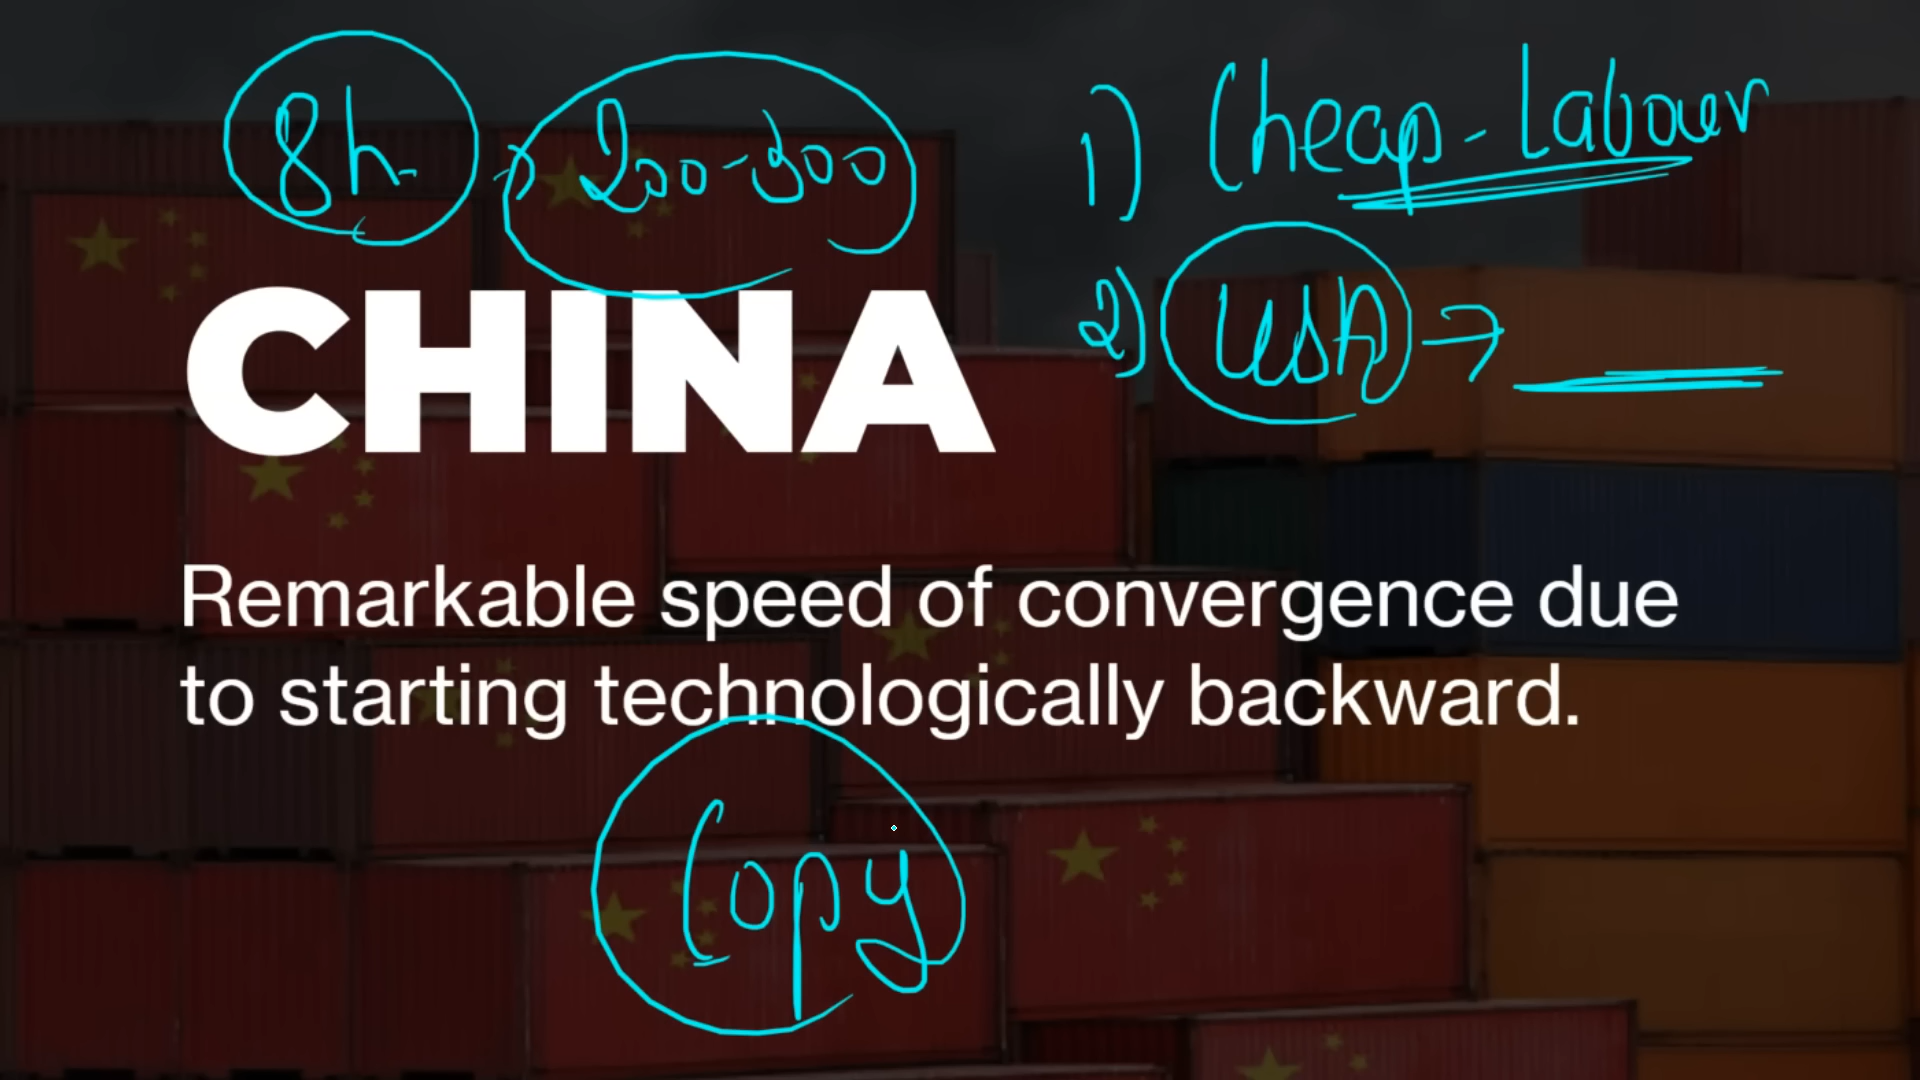 8h
200-300
1) Cheap-Labour
2) USA →
CHINA
Remarkable speed of convergence due
to starting technologically backward.
Copy